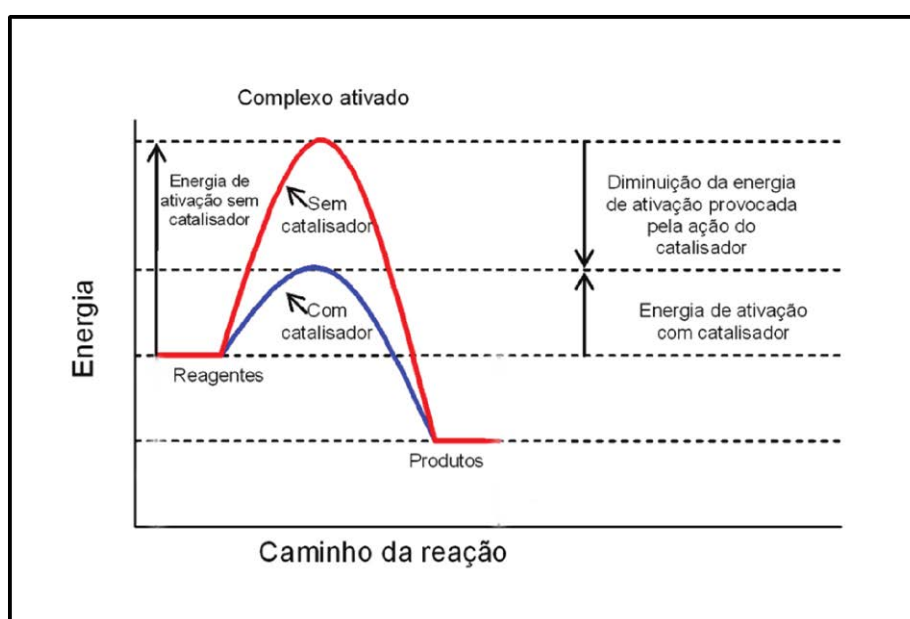 Complexo ativado
Energia de
ativação sem
catalisador
Sem
catalisador
Diminuição da energia
de ativação provocada
pela ação do
catalisador
Com
catalisador
Energia de ativação
com catalisador
Energia
Reagentes
Produtos
Caminho da reação